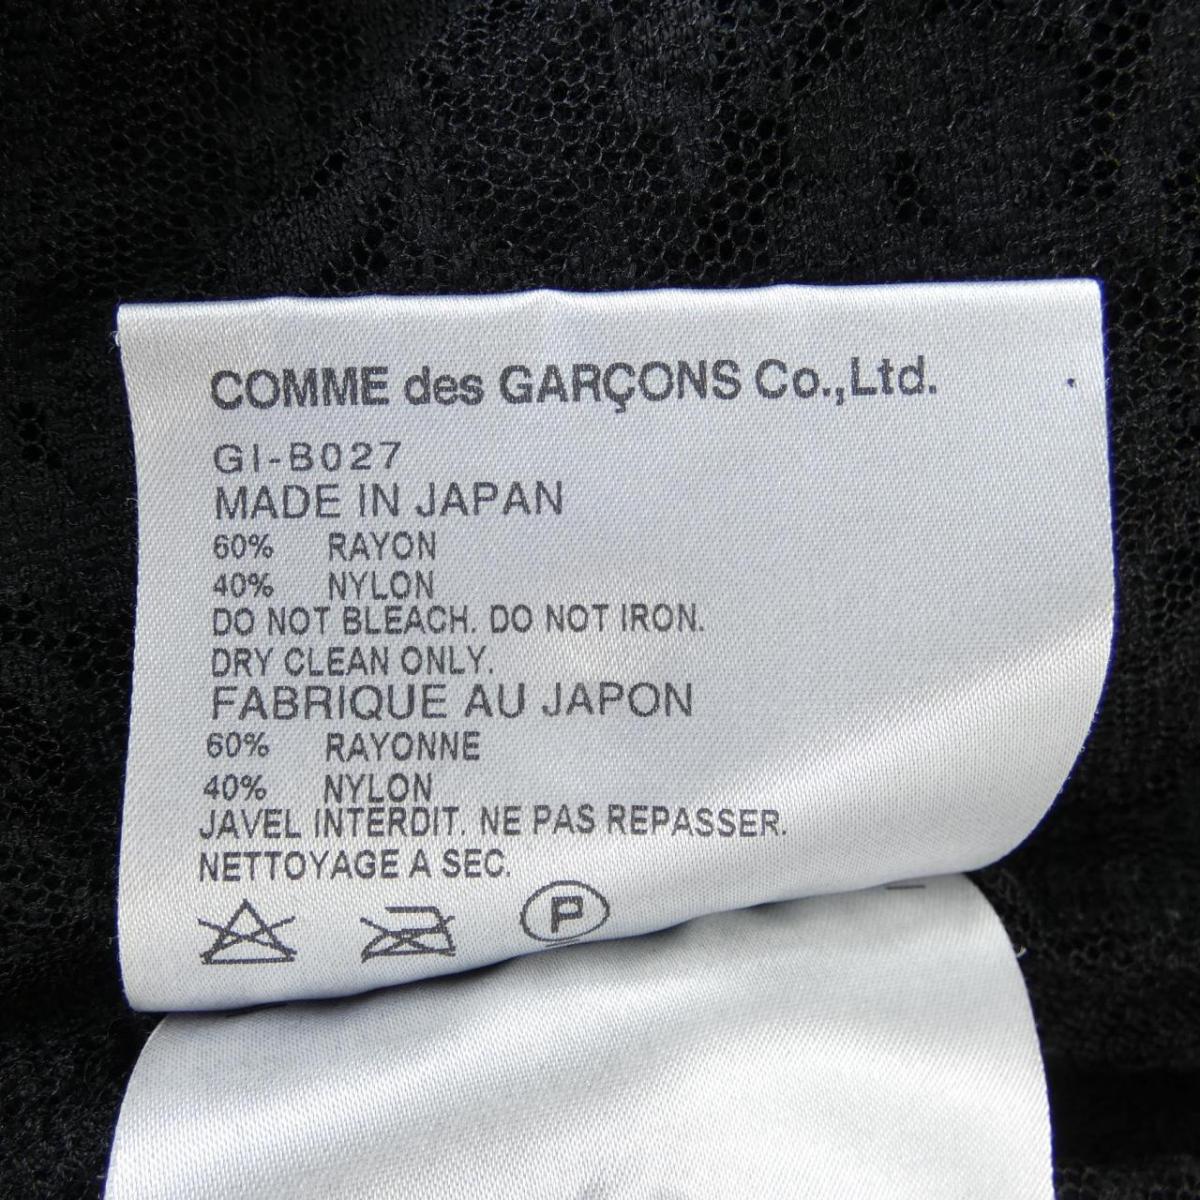 COMME des GARÇONS Co.,Ltd.
GI-B027
MADE IN JAPAN
60% RAYON
40% NYLON
DO NOT BLEACH. DO NOT IRON.
DRY CLEAN ONLY.
FABRIQUE AU JAPON
60% RAYONNE
40% NYLON
JAVEL INTERDIT. NE PAS REPASSER.
NETTOYAGE A SEC.
P